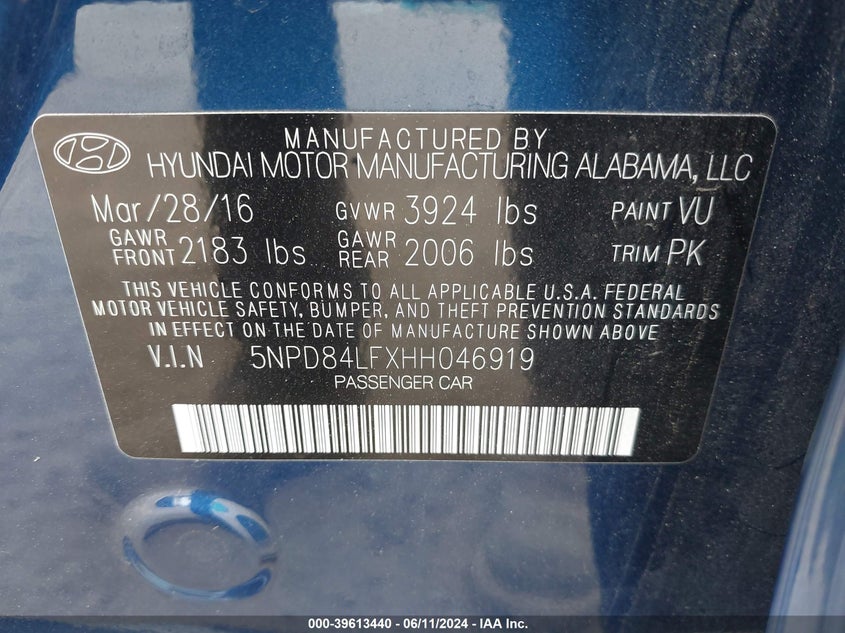 MANUFACTURED BY
HYUNDAI MOTOR MANUFACTURING ALABAMA, LLC
Mar/28/16 GVWR 3924 lbs PAINT VU
GAWR FRONT 2183 lbs GAWR REAR 2006 lbs TRIM PK
THIS VEHICLE CONFORMS TO ALL APPLICABLE U.S.A. FEDERAL
MOTOR VEHICLE SAFETY, BUMPER, AND THEFT PREVENTION STANDARDS
IN EFFECT ON THE DATE OF MANUFACTURE SHOWN ABOVE
V.I.N 5NPD84LFXHH046919
PASSENGER CAR
000-39613440 - 06/11/2024 - IAA Inc.